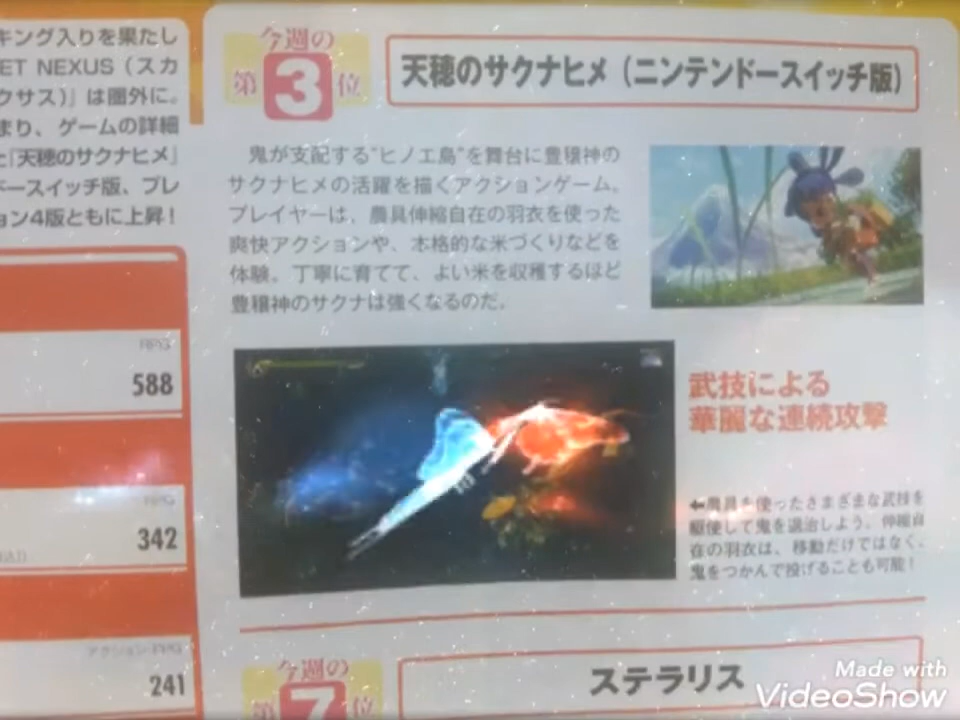 キング入りを果たし
ET NEXUS（スカ
クサス）』は圏外に。
まり、ゲームの詳細
『天穂のサクナヒメ』
ドースイッチ版、プレ
ョン4版ともに上昇！
RPG
588
RPG
342
アクションRPG
241
今週の
第3位
天穂のサクナヒメ（ニンテンドースイッチ版）
鬼が支配する“ヒノエ島”を舞台に豊穣神の
サクナヒメの活躍を描くアクションゲーム。
プレイヤーは、農具伸縮自在の羽衣を使った
爽快アクションや、本格的な米づくりなどを
体験。丁寧に育てて、よい米を収穫するほど
豊穣神のサクナは強くなるのだ。
武技による
華麗な連続攻撃
←農具を使ったさまざまな武技を
駆使して鬼を退治しよう。伸縮自
在の羽衣は、移動だけではなく、
鬼をつかんで投げることも可能！
今週の
第7位
ステラリス
Made with
VideoShow